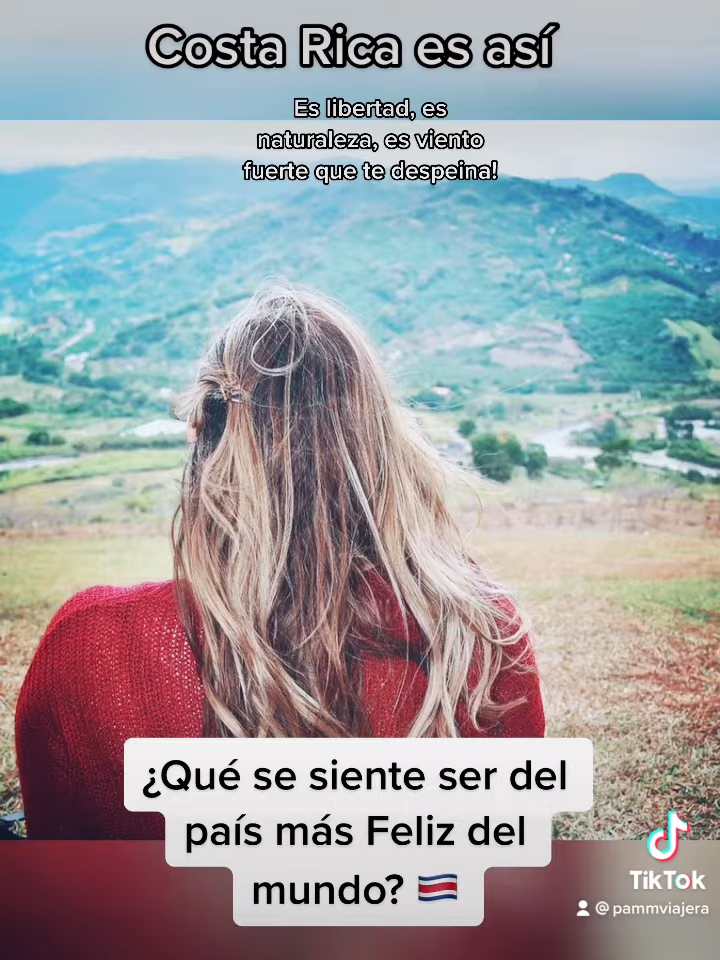 Costa Rica es así
Es libertad, es
naturaleza, es viento
fuerte que te despeina!
¿Qué se siente ser del
país más Feliz del
mundo? 🇨🇷
TikTok
@pammviajera